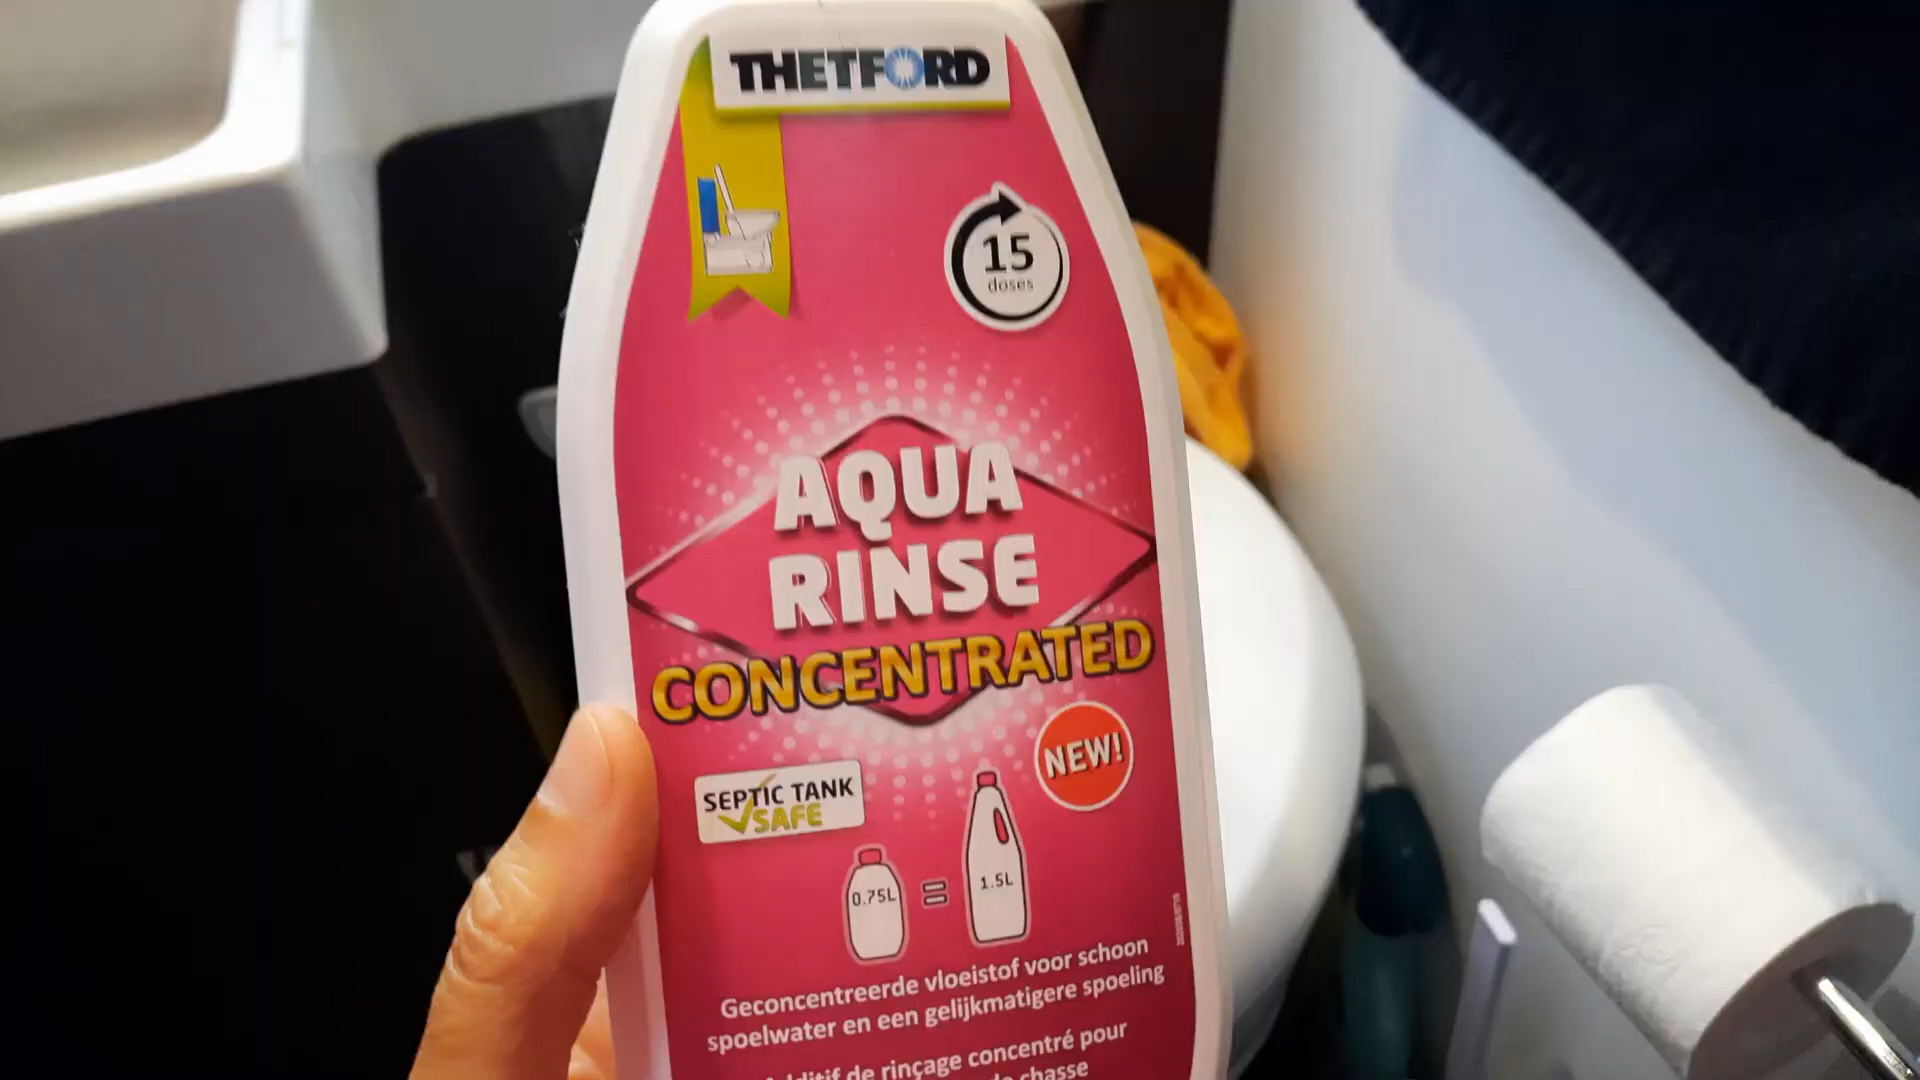 THETFORD
15
doses
AQUA
RINSE
CONCENTRATED
NEW!
SEPTIC TANK
SAFE
0.75L = 1.5L
Geconcentreerde vloeistof voor schoon
spoelwater en een gelijkmatigere spoeling
de rinçage concentré pour
chasse